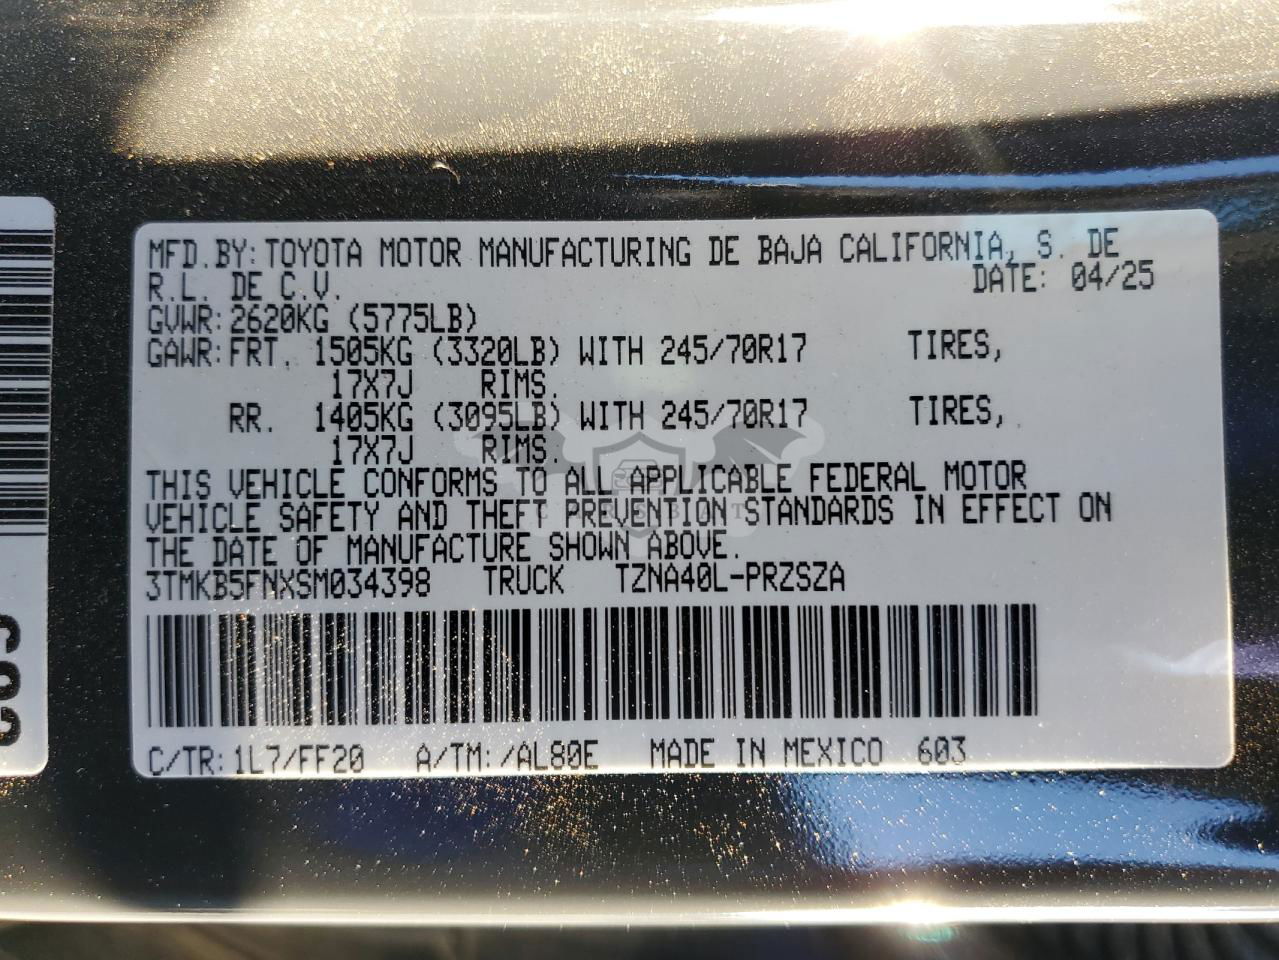 MFD.BY: TOYOTA MOTOR MANUFACTURING DE BAJA CALIFORNIA, S. DE
R.L. DE C.V. DATE: 04/25
GVWR: 2620KG (5775LB)
GAWR: FRT. 1505KG (3320LB) WITH 245/70R17 TIRES,
17X7J RIMS.
RR. 1405KG (3095LB) WITH 245/70R17 TIRES,
17X7J RIMS.
THIS VEHICLE CONFORMS TO ALL APPLICABLE FEDERAL MOTOR
VEHICLE SAFETY AND THEFT PREVENTION STANDARDS IN EFFECT ON
THE DATE OF MANUFACTURE SHOWN ABOVE.
3TMKB5FNXSM034398 TRUCK TZNA40L-PRZSZA
C/TR: 1L7/FF20 A/TM: /AL80E MADE IN MEXICO 603